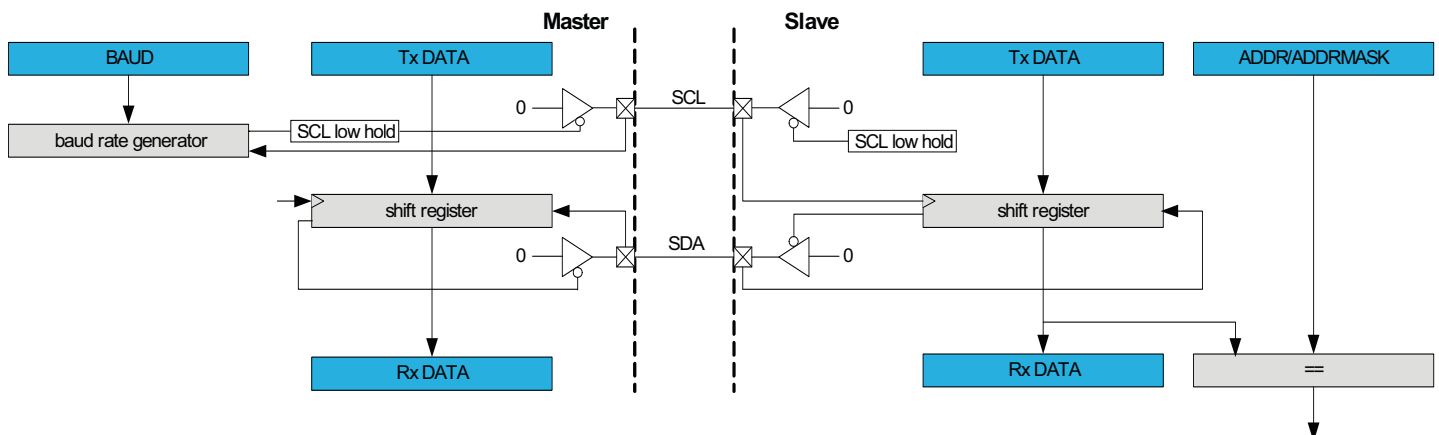 Master
Slave
BAUD
Tx DATA
Tx DATA
ADDR/ADDRMASK
0
SCL
0
baud rate generator
SCL low hold
SCL low hold
shift register
shift register
0
SDA
0
Rx DATA
Rx DATA
==